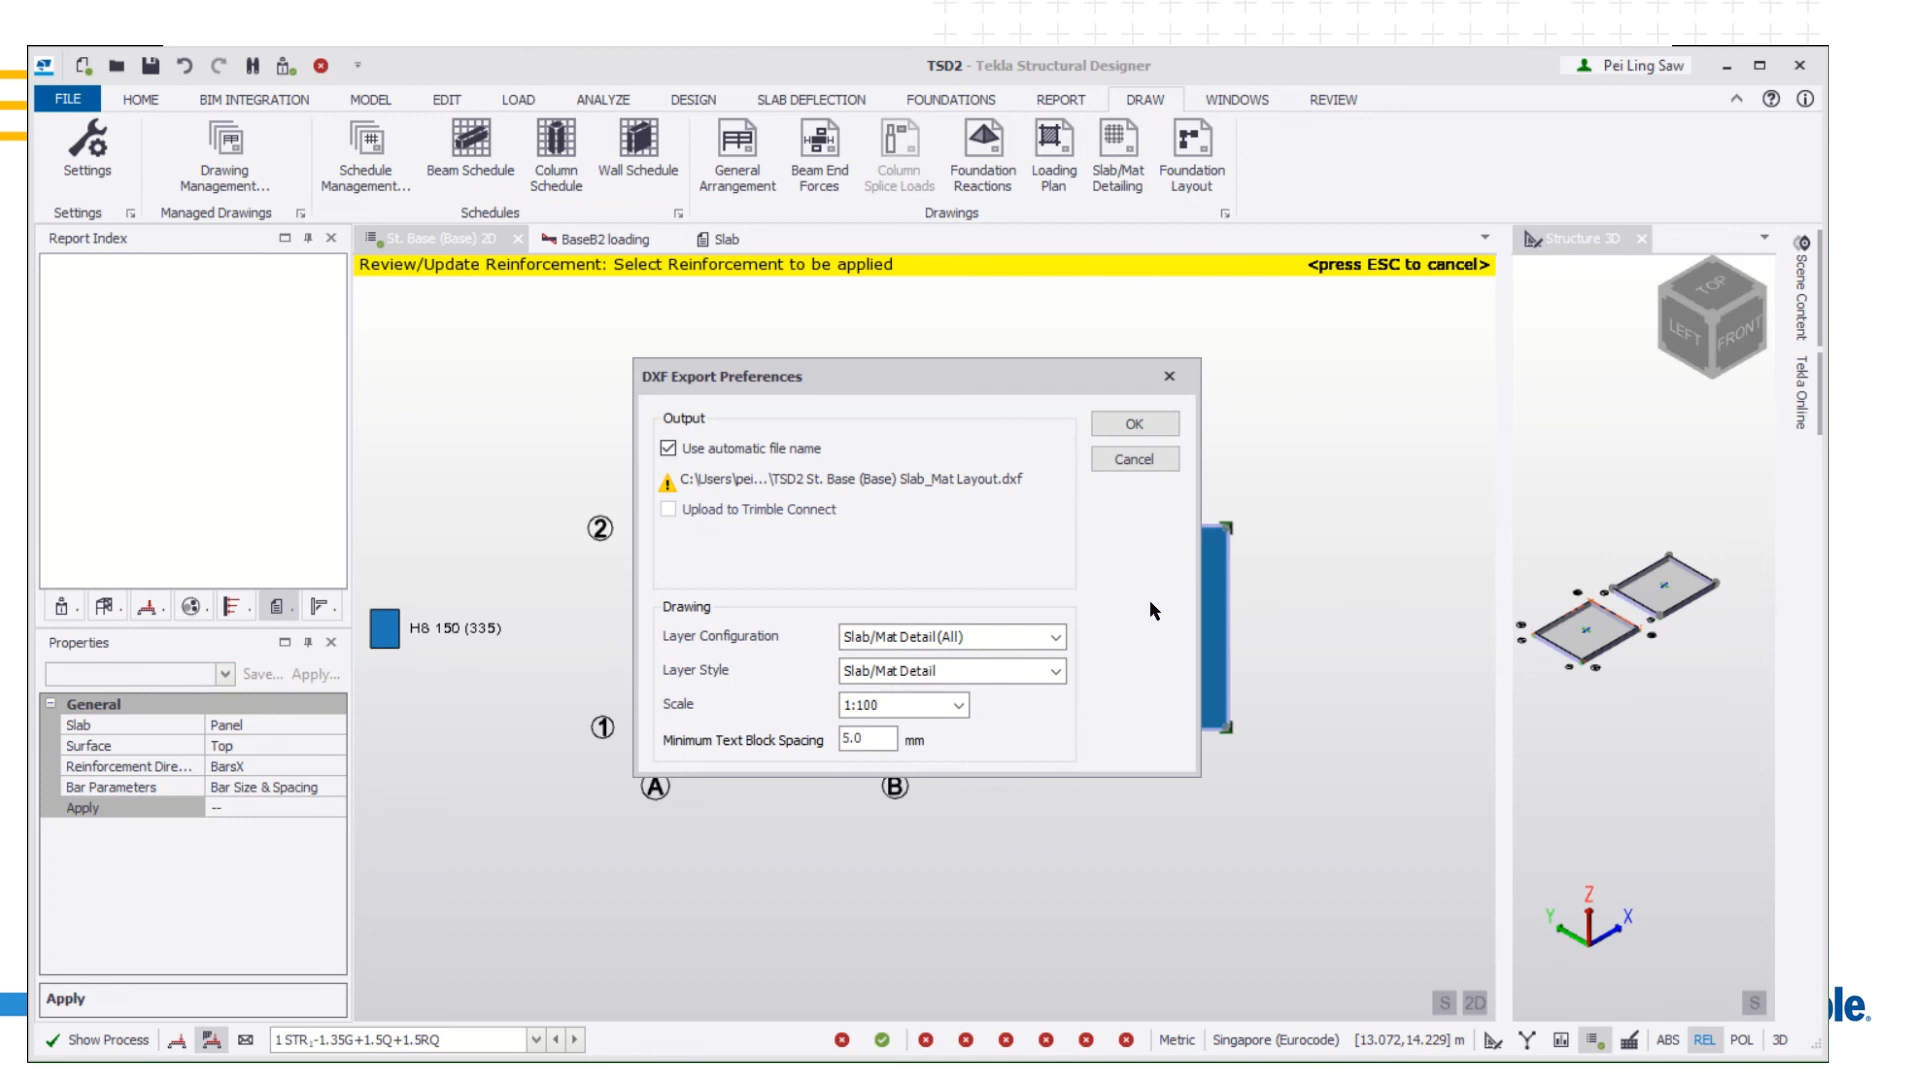 TSD2 - Tekla Structural Designer
Pei Ling Saw
FILE
HOME
BIM INTEGRATION
MODEL
EDIT
LOAD
ANALYZE
DESIGN
SLAB DEFLECTION
FOUNDATIONS
REPORT
DRAW
WINDOWS
REVIEW
Settings
Drawing
Management...
Schedule
Management...
Beam Schedule
Column
Schedule
Wall Schedule
General
Arrangement
Beam End
Forces
Column
Splice Loads
Foundation
Reactions
Loading
Plan
Slab/Mat
Detailing
Foundation
Layout
Settings
Managed Drawings
Schedules
Drawings
Report Index
St. Base (Base) 2D
BaseB2 loading
Slab
Structure 3D
Review/Update Reinforcement: Select Reinforcement to be applied
<press ESC to cancel>
Scene Content
Tekla Online
TOP
LEFT
FRONT
DXF Export Preferences
Output
OK
Use automatic file name
Cancel
C:\Users\pei...\TSD2 St. Base (Base) Slab_Mat Layout.dxf
Upload to Trimble Connect
2
Drawing
H8 150 (335)
Layer Configuration
Slab/Mat Detail(All)
Layer Style
Slab/Mat Detail
Scale
1:100
1
Minimum Text Block Spacing
5.0
mm
A
B
Properties
Save...
Apply...
General
Slab
Panel
Surface
Top
Reinforcement Dire...
BarsX
Bar Parameters
Bar Size & Spacing
Apply
--
Z
Y
X
Apply
S
2D
S
le.
Show Process
1 STR₁-1.35G+1.5Q+1.5RQ
Metric
Singapore (Eurocode)
[13.072,14.229] m
ABS
REL
POL
3D